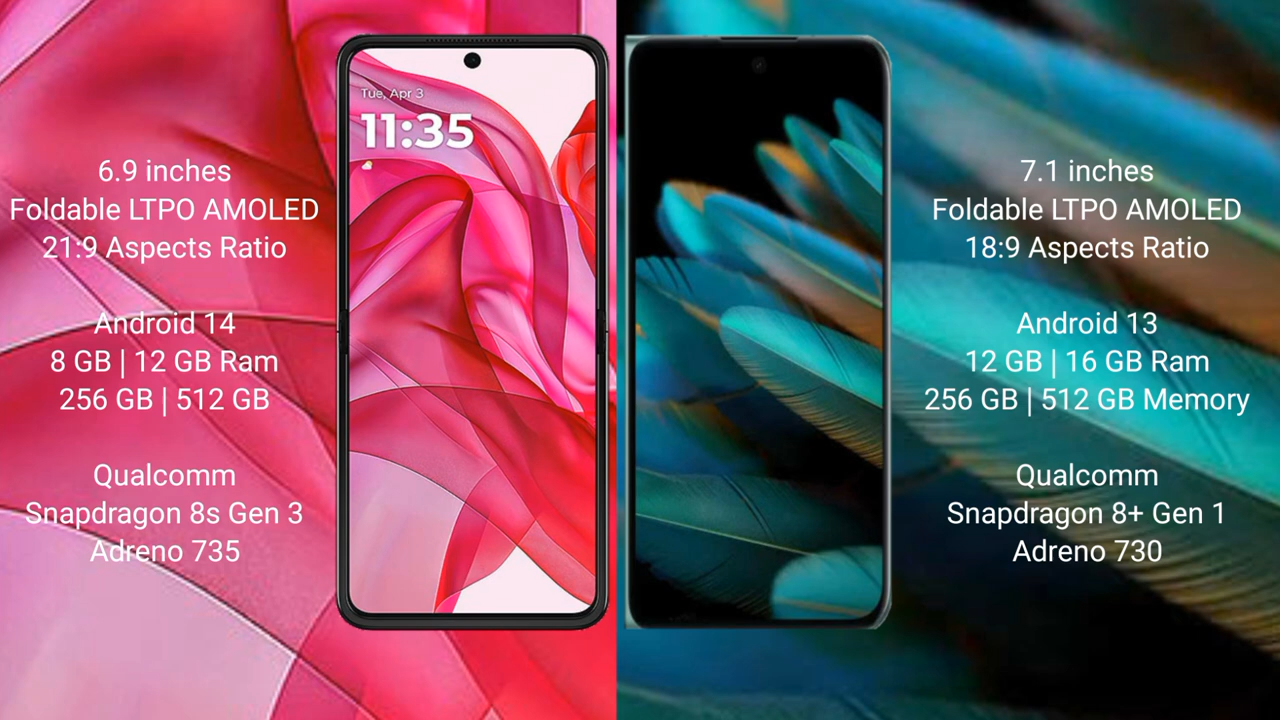 6.9 inches
Foldable LTPO AMOLED
21:9 Aspects Ratio
Android 14
8 GB | 12 GB Ram
256 GB | 512 GB
Qualcomm
Snapdragon 8s Gen 3
Adreno 735
Tue, Apr 3
11:35
7.1 inches
Foldable LTPO AMOLED
18:9 Aspects Ratio
Android 13
12 GB | 16 GB Ram
256 GB | 512 GB Memory
Qualcomm
Snapdragon 8+ Gen 1
Adreno 730